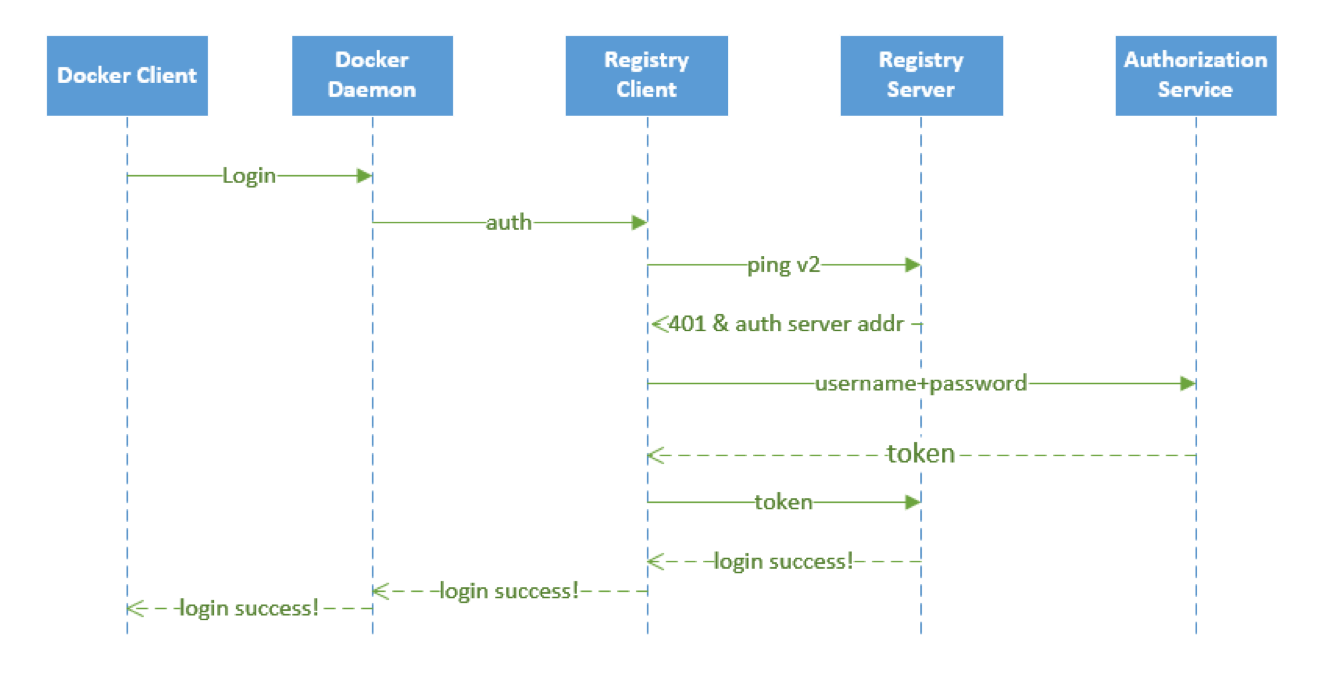 Docker Client
Docker
Daemon
Registry
Client
Registry
Server
Authorization
Service
Login
auth
ping v2
401 & auth server addr
username+password
token
token
login success!
login success!
login success!